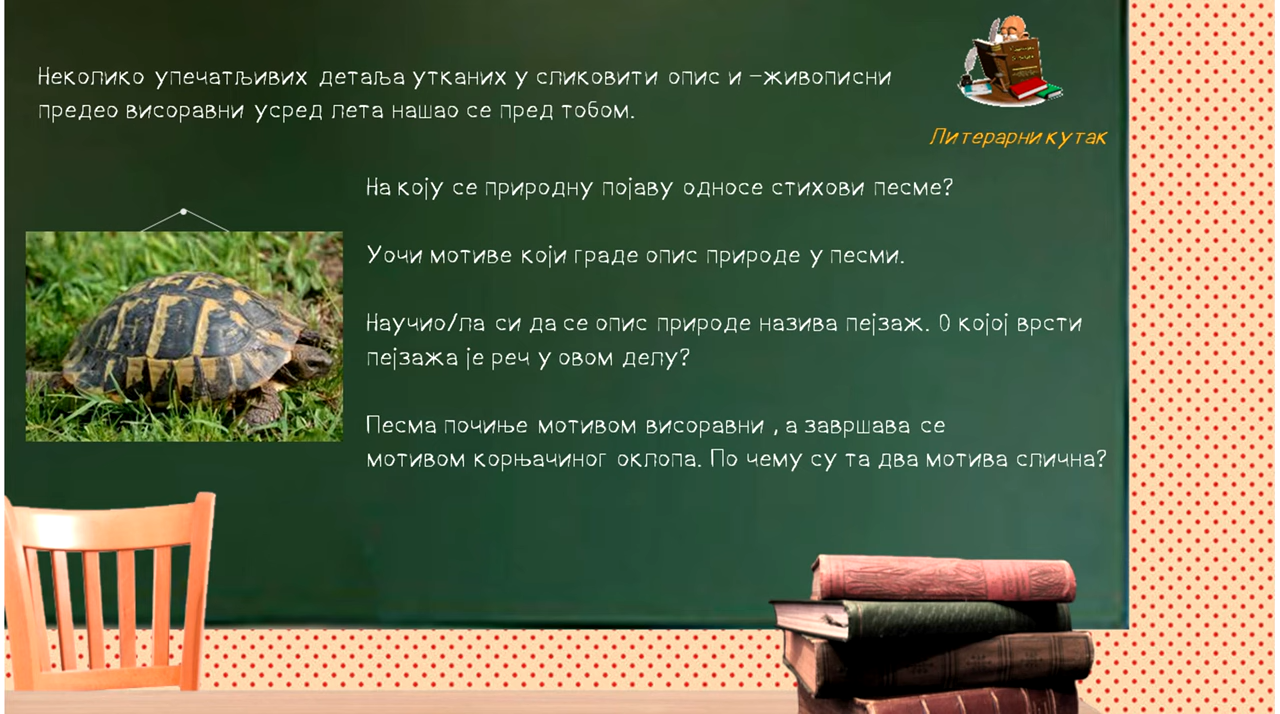 Неколико упечатљивих детаља утканих у сликовити опис и -живописни
предео висоравни усред лета нашао се пред тобом.
Литерарни кутак
На коју се природну појаву односе стихови песме?
Уочи мотиве који граде опис природе у песми.
Научио/ла си да се опис природе назива пејзаж. О којој врсти
пејзажа је реч у овом делу?
Песма почиње мотивом висоравни , а завршава се
мотивом корњачиног оклопа. По чему су та два мотива слична?